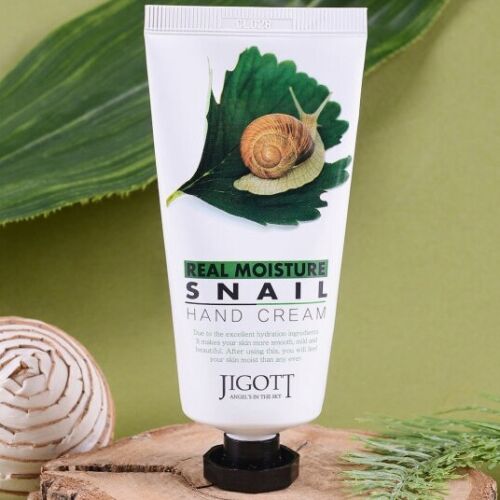 REAL MOISTURE
SNAIL
HAND CREAM
Due to the excellent hydration ingredients
It makes your skin more smooth, mild and
beautiful. After using this, you will feel
your skin moist than any ever.
JIGOTT
ANGEL'S IN THE SKY